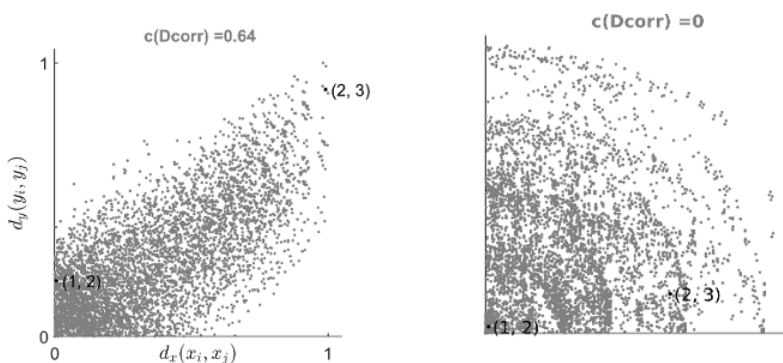 c(Dcorr) =0.64
1
(2, 3)
d_y(y_i, y_j)
(1, 2)
0
0
d_x(x_i, x_j)
1
c(Dcorr) =0
(2, 3)
(1, 2)